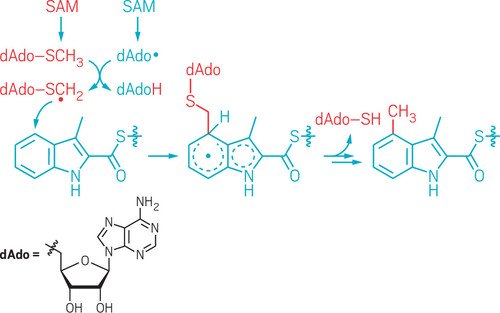 SAM SAM
dAdo–SCH3 dAdo•
dAdo–SCH2 dAdoH
•
dAdo
S
H
S
O
N
H
S
O
N
H
dAdo–SH CH3
S
O
N
H
dAdo =
NH2
N
N
N
N
O
OH OH